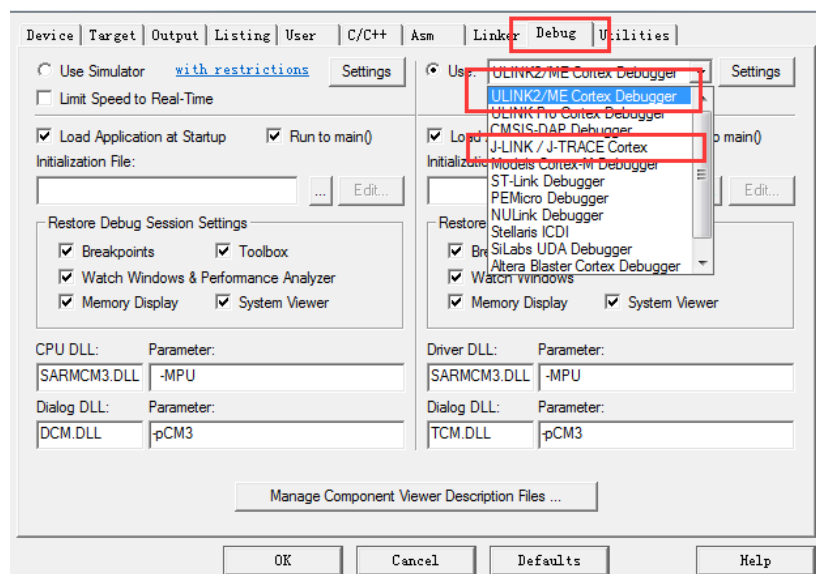 Device Target Output Listing User C/C++ Asm Linker Debug Utilities
Use Simulator with restrictions Settings
Limit Speed to Real-Time
Load Application at Startup Run to main()
Initialization File:
... Edit...
Restore Debug Session Settings
Breakpoints Toolbox
Watch Windows & Performance Analyzer
Memory Display System Viewer
CPU DLL: Parameter:
SARMCM3.DLL -MPU
Dialog DLL: Parameter:
DCM.DLL -pCM3
Use: ULINK2/ME Cortex Debugger Settings
ULINK2/ME Cortex Debugger
ULINK Pro Cortex Debugger
CMSIS-DAP Debugger
J-LINK / J-TRACE Cortex
Models Cortex-M Debugger
ST-Link Debugger
PEMicro Debugger
NULink Debugger
Stellaris ICDI
SiLabs UDA Debugger
Altera Blaster Cortex Debugger
main()
Edit...
Restore
Watch Windows
Memory Display System Viewer
Driver DLL: Parameter:
SARMCM3.DLL -MPU
Dialog DLL: Parameter:
TCM.DLL -pCM3
Manage Component Viewer Description Files ...
OK Cancel Defaults Help